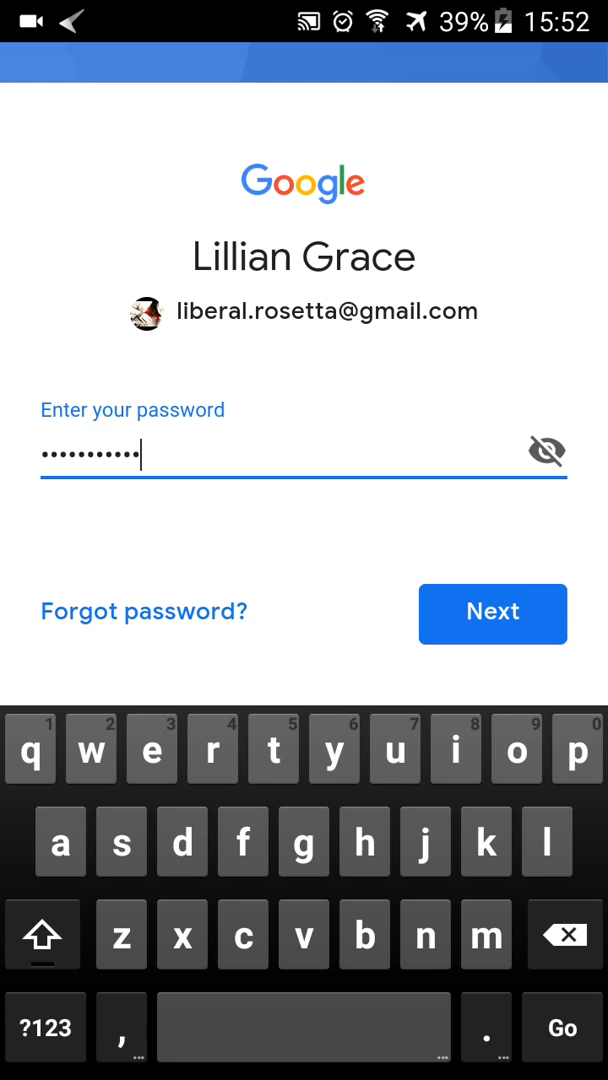 39% 15:52
Google
Lillian Grace
liberal.rosetta@gmail.com
Enter your password
•••••••••••
Forgot password? Next
1 2 3 4 5 6 7 8 9 0
q w e r t y u i o p
a s d f g h j k l
z x c v b n m
?123 , . Go